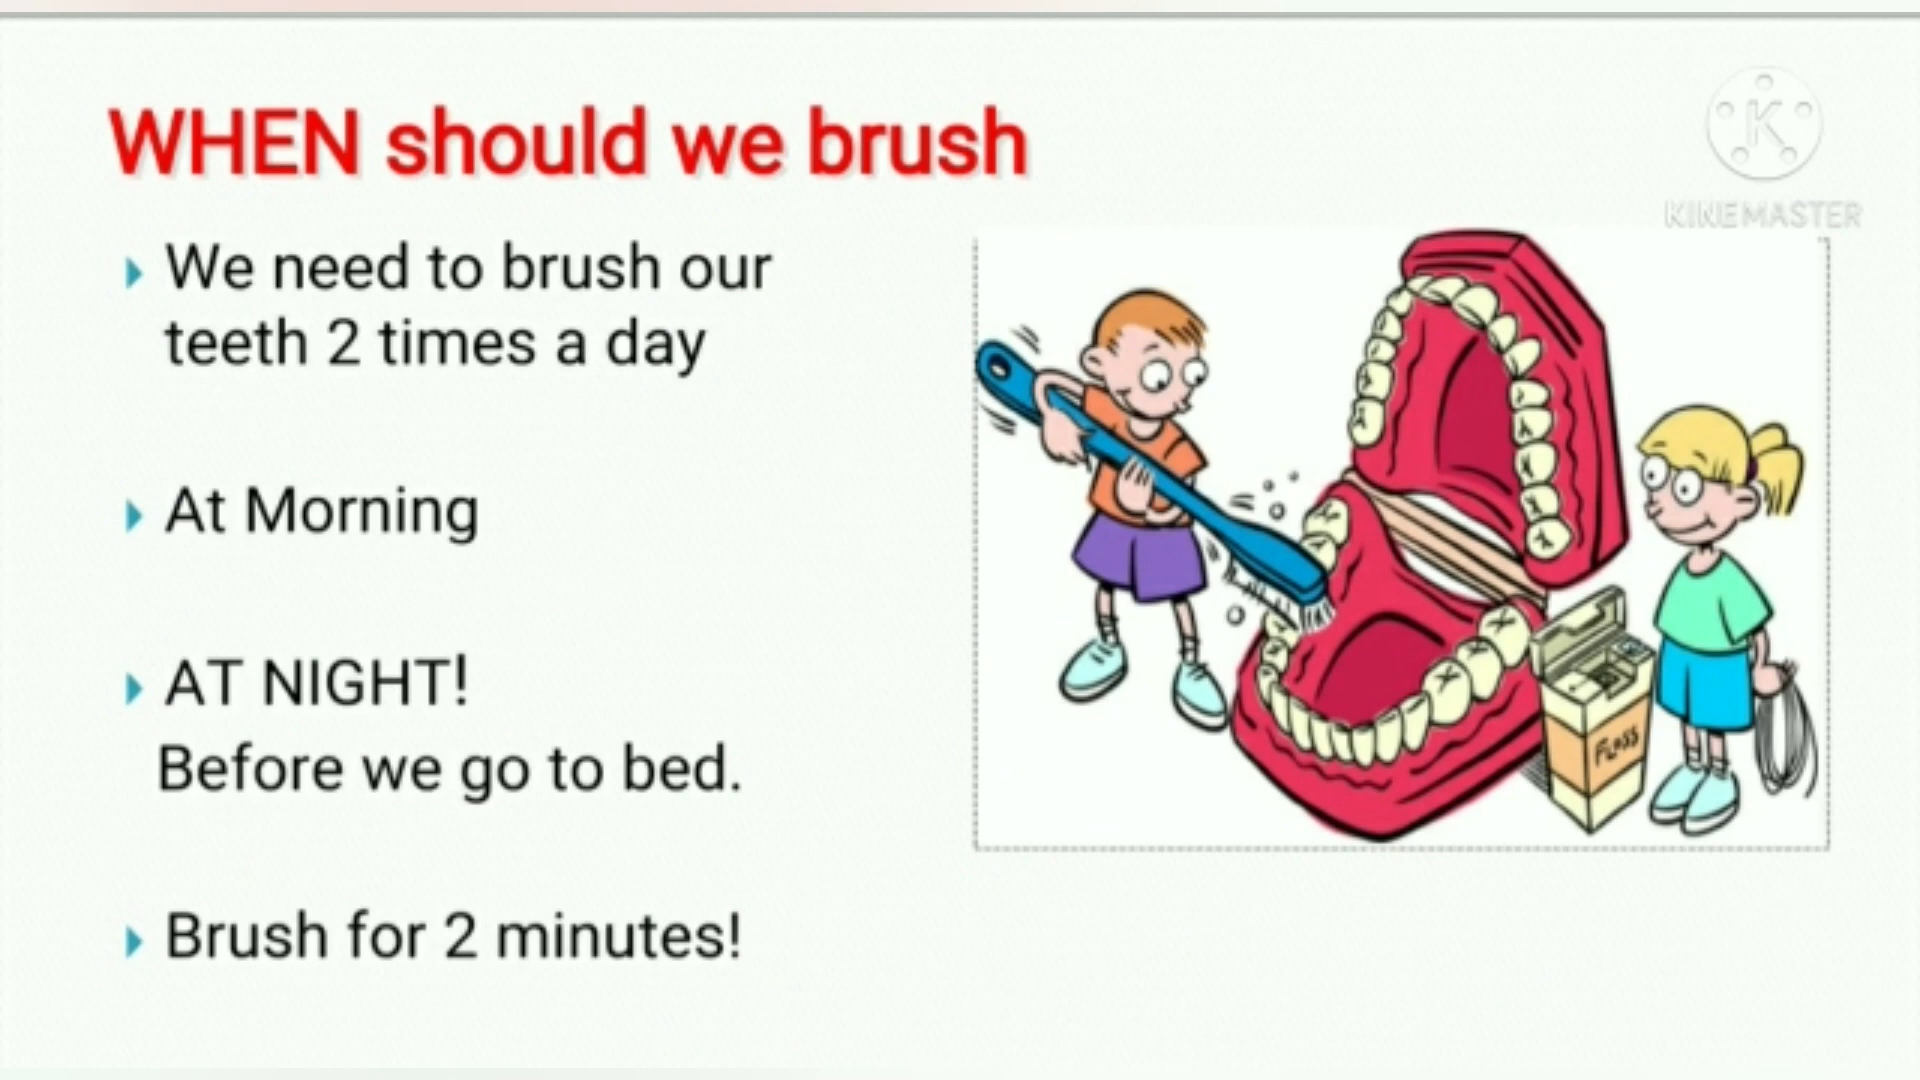 WHEN should we brush
We need to brush our
teeth 2 times a day
At Morning
AT NIGHT!
Before we go to bed.
Brush for 2 minutes!
K
KINEMASTER
FLOSS